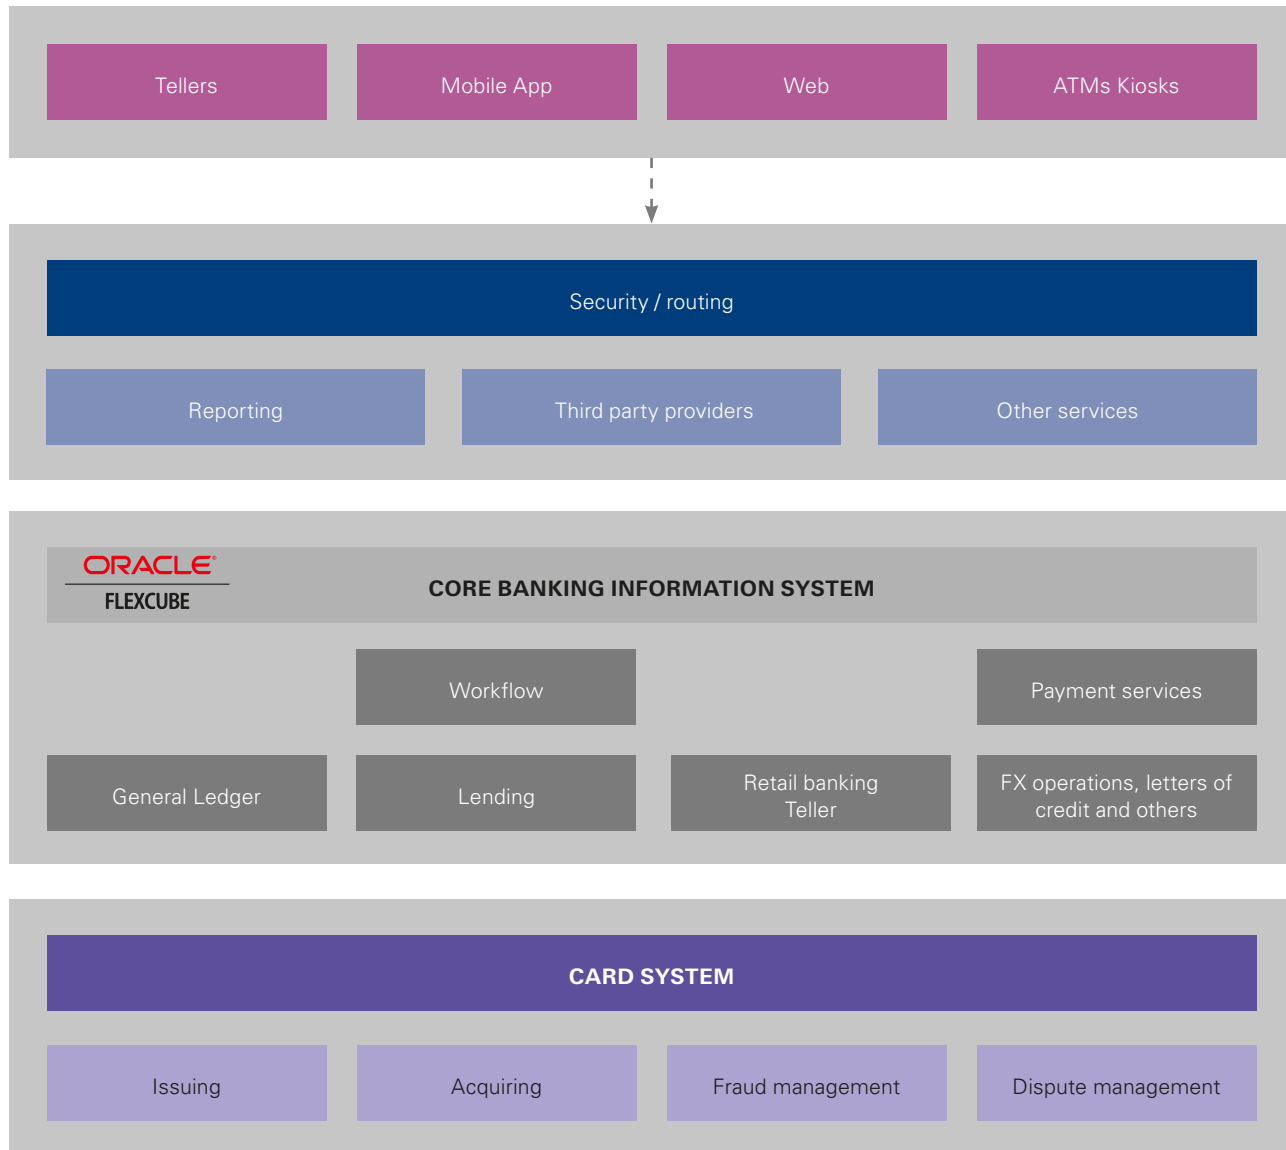 Tellers
Mobile App
Web
ATMs Kiosks
Security / routing
Reporting
Third party providers
Other services
ORACLE®
FLEXCUBE
CORE BANKING INFORMATION SYSTEM
Workflow
Payment services
General Ledger
Lending
Retail banking
Teller
FX operations, letters of
credit and others
CARD SYSTEM
Issuing
Acquiring
Fraud management
Dispute management